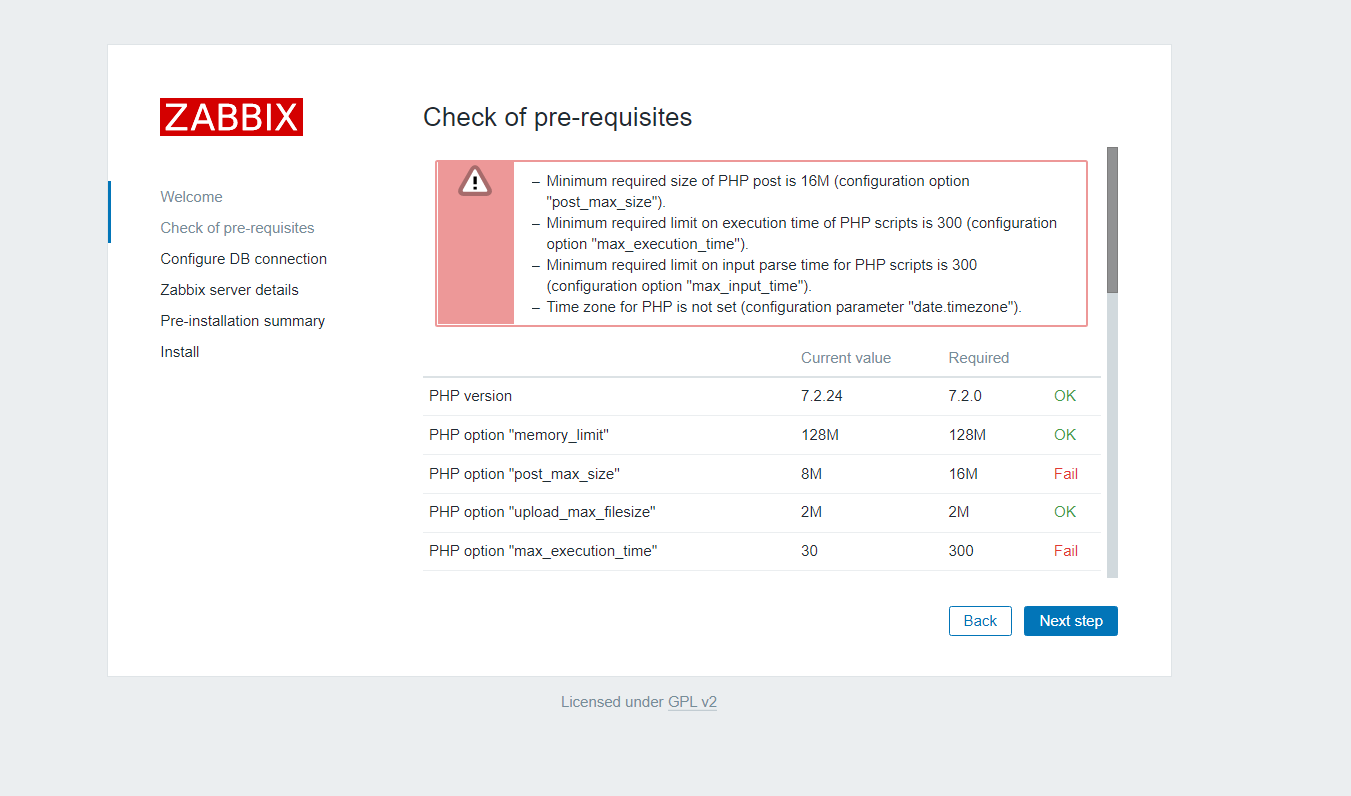 ZABBIX
Welcome
Check of pre-requisites
Configure DB connection
Zabbix server details
Pre-installation summary
Install
Check of pre-requisites
– Minimum required size of PHP post is 16M (configuration option
"post_max_size").
– Minimum required limit on execution time of PHP scripts is 300 (configuration
option "max_execution_time").
– Minimum required limit on input parse time for PHP scripts is 300
(configuration option "max_input_time").
– Time zone for PHP is not set (configuration parameter "date.timezone").
Current value Required
PHP version 7.2.24 7.2.0 OK
PHP option "memory_limit" 128M 128M OK
PHP option "post_max_size" 8M 16M Fail
PHP option "upload_max_filesize" 2M 2M OK
PHP option "max_execution_time" 30 300 Fail
Back Next step
Licensed under GPL v2